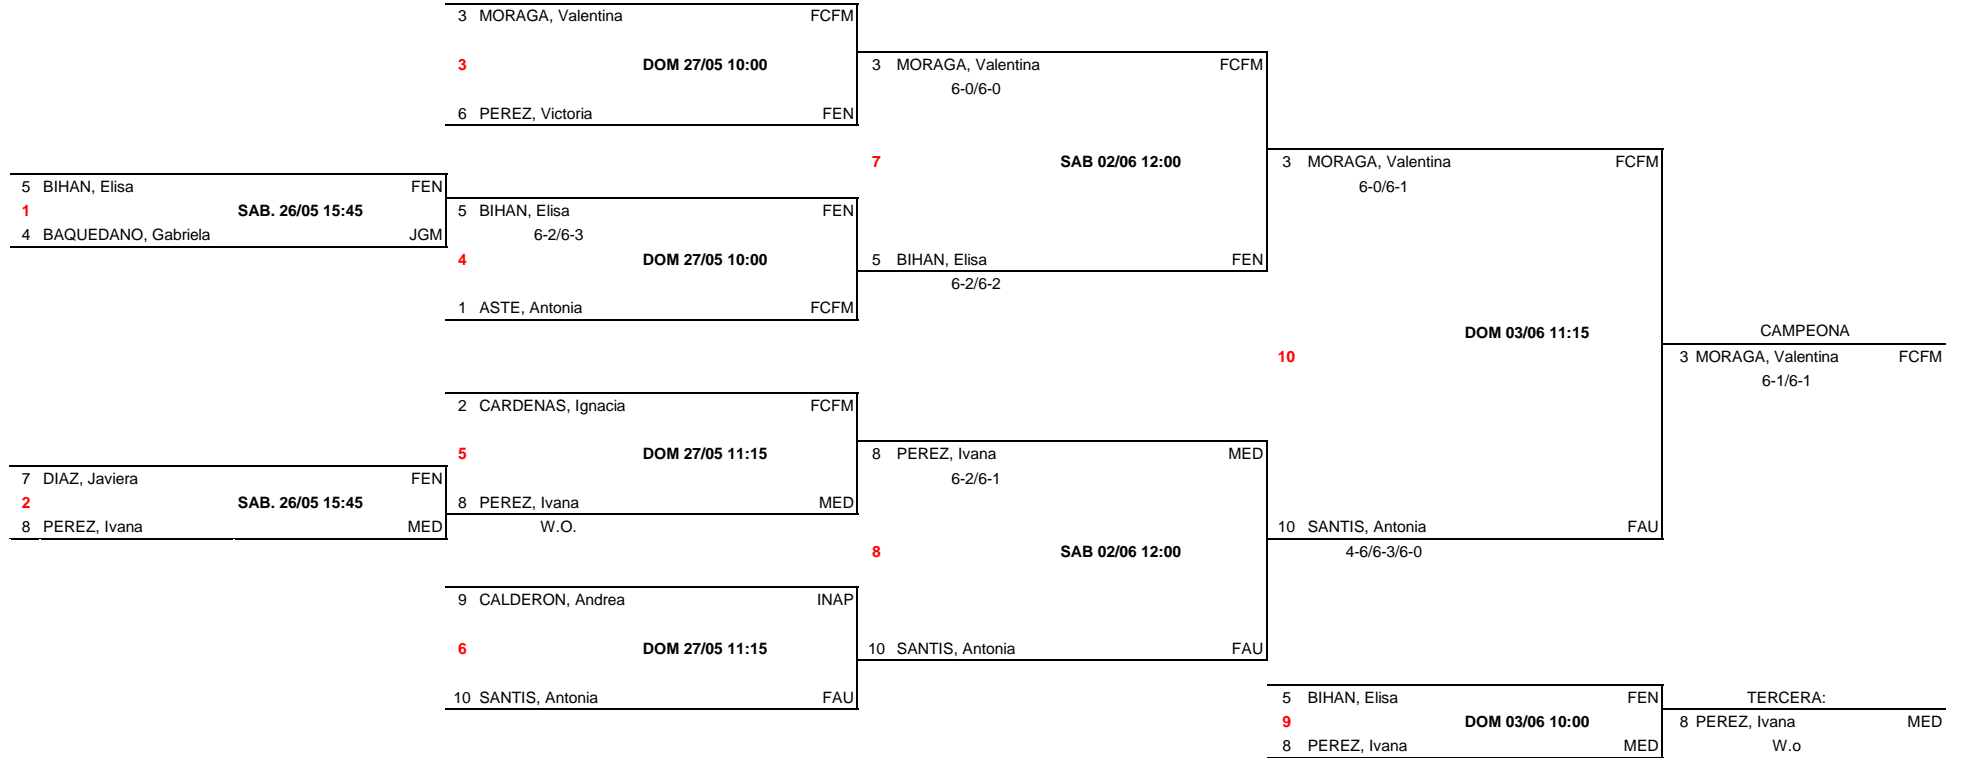 3 MORAGA, Valentina FCFM
3 DOM 27/05 10:00
6 PEREZ, Victoria FEN
5 BIHAN, Elisa FEN
1 SAB. 26/05 15:45
4 BAQUEDANO, Gabriela JGM
5 BIHAN, Elisa FEN
6-2/6-3
4 DOM 27/05 10:00
1 ASTE, Antonia FCFM
3 MORAGA, Valentina FCFM
6-0/6-0
7 SAB 02/06 12:00
5 BIHAN, Elisa FEN
6-2/6-2
2 CARDENAS, Ignacia FCFM
5 DOM 27/05 11:15
7 DIAZ, Javiera FEN
2 SAB. 26/05 15:45
8 PEREZ, Ivana MED
8 PEREZ, Ivana MED
W.O.
9 CALDERON, Andrea INAP
6 DOM 27/05 11:15
10 SANTIS, Antonia FAU
8 PEREZ, Ivana MED
6-2/6-1
8 SAB 02/06 12:00
10 SANTIS, Antonia FAU
3 MORAGA, Valentina FCFM
6-0/6-1
DOM 03/06 11:15
10
10 SANTIS, Antonia FAU
4-6/6-3/6-0
CAMPEONA
3 MORAGA, Valentina FCFM
6-1/6-1
5 BIHAN, Elisa FEN
9 DOM 03/06 10:00
8 PEREZ, Ivana MED
TERCERA:
8 PEREZ, Ivana MED
W.o